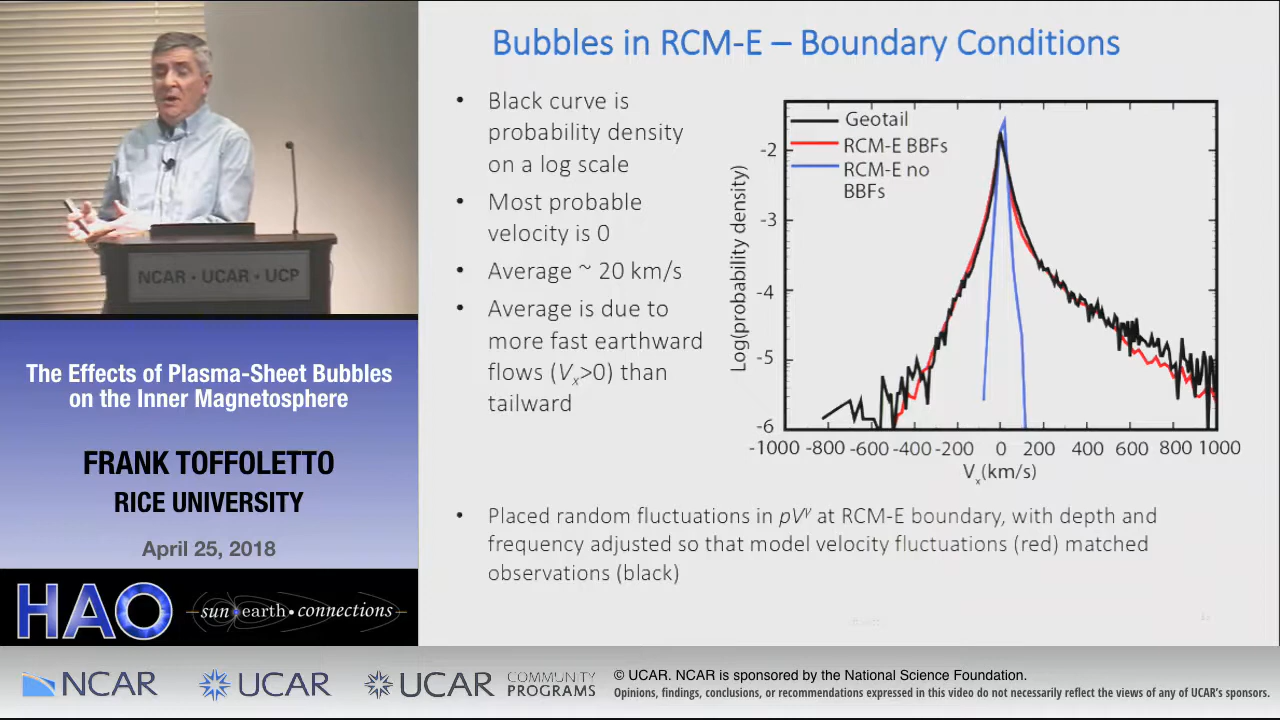 NCAR • UCAR • UCP
The Effects of Plasma-Sheet Bubbles
on the Inner Magnetosphere
FRANK TOFFOLETTO
RICE UNIVERSITY
April 25, 2018
HAO
sun • earth • connections
Bubbles in RCM-E – Boundary Conditions
• Black curve is
probability density
on a log scale
• Most probable
velocity is 0
• Average ~ 20 km/s
• Average is due to
more fast earthward
flows (Vx>0) than
tailward
Geotail
RCM-E BBFs
RCM-E no
BBFs
Log(probability density)
-2
-3
-4
-5
-6
-1000 -800 -600 -400 -200 0 200 400 600 800 1000
Vx(km/s)
• Placed random fluctuations in pVγ at RCM-E boundary, with depth and
frequency adjusted so that model velocity fluctuations (red) matched
observations (black)
NCAR
UCAR
UCAR
COMMUNITY
PROGRAMS
© UCAR. NCAR is sponsored by the National Science Foundation.
Opinions, findings, conclusions, or recommendations expressed in this video do not necessarily reflect the views of any of UCAR's sponsors.